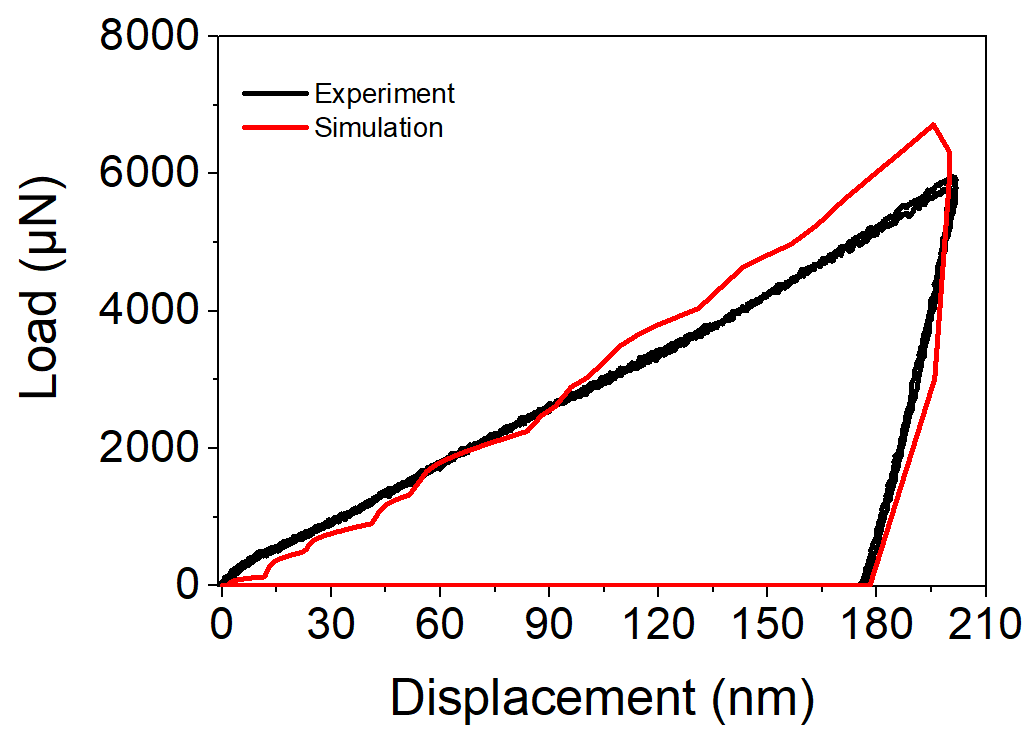 8000
6000
4000
2000
0
Load (μN)
Experiment
Simulation
0 30 60 90 120 150 180 210
Displacement (nm)